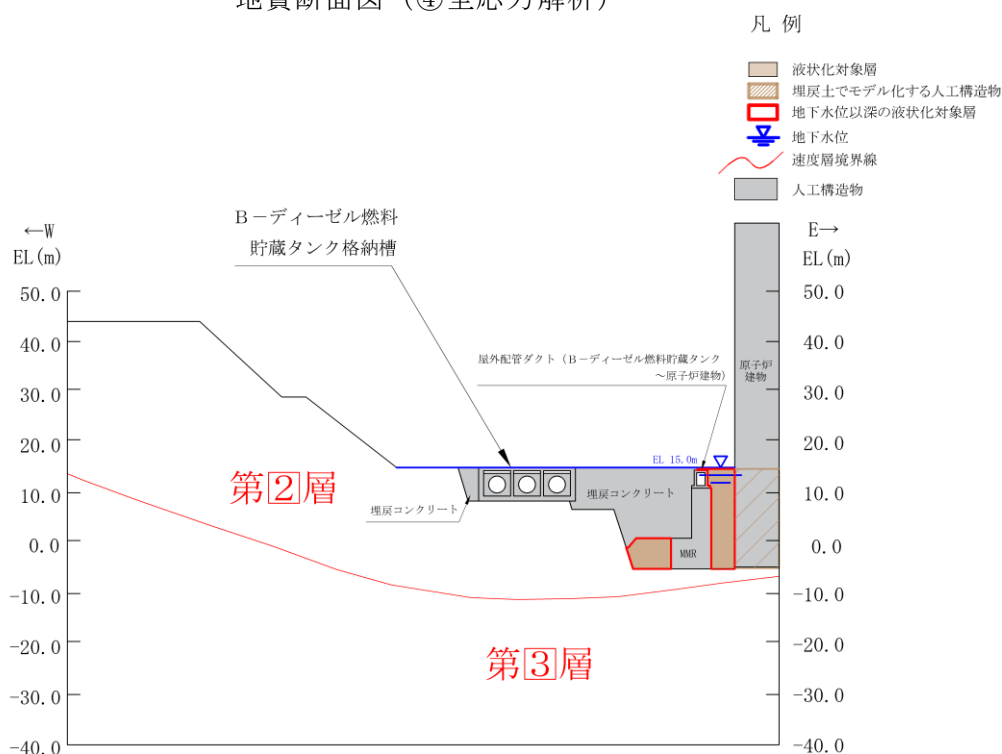 地質断面図（④全応力解析）
凡 例
液状化対象層
埋戻土でモデル化する人工構造物
地下水位以深の液状化対象層
地下水位
速度層境界線
人工構造物
←W
EL(m)
E→
EL(m)
B－ディーゼル燃料
貯蔵タンク格納槽
屋外配管ダクト（B－ディーゼル燃料貯蔵タンク
～原子炉建物）
原子炉
建物
50.0
40.0
30.0
20.0
10.0
0.0
-10.0
-20.0
-30.0
-40.0
EL 15.0m
第2層
埋戻コンクリート
埋戻コンクリート
MMR
第3層
50.0
40.0
30.0
20.0
10.0
0.0
-10.0
-20.0
-30.0
-40.0